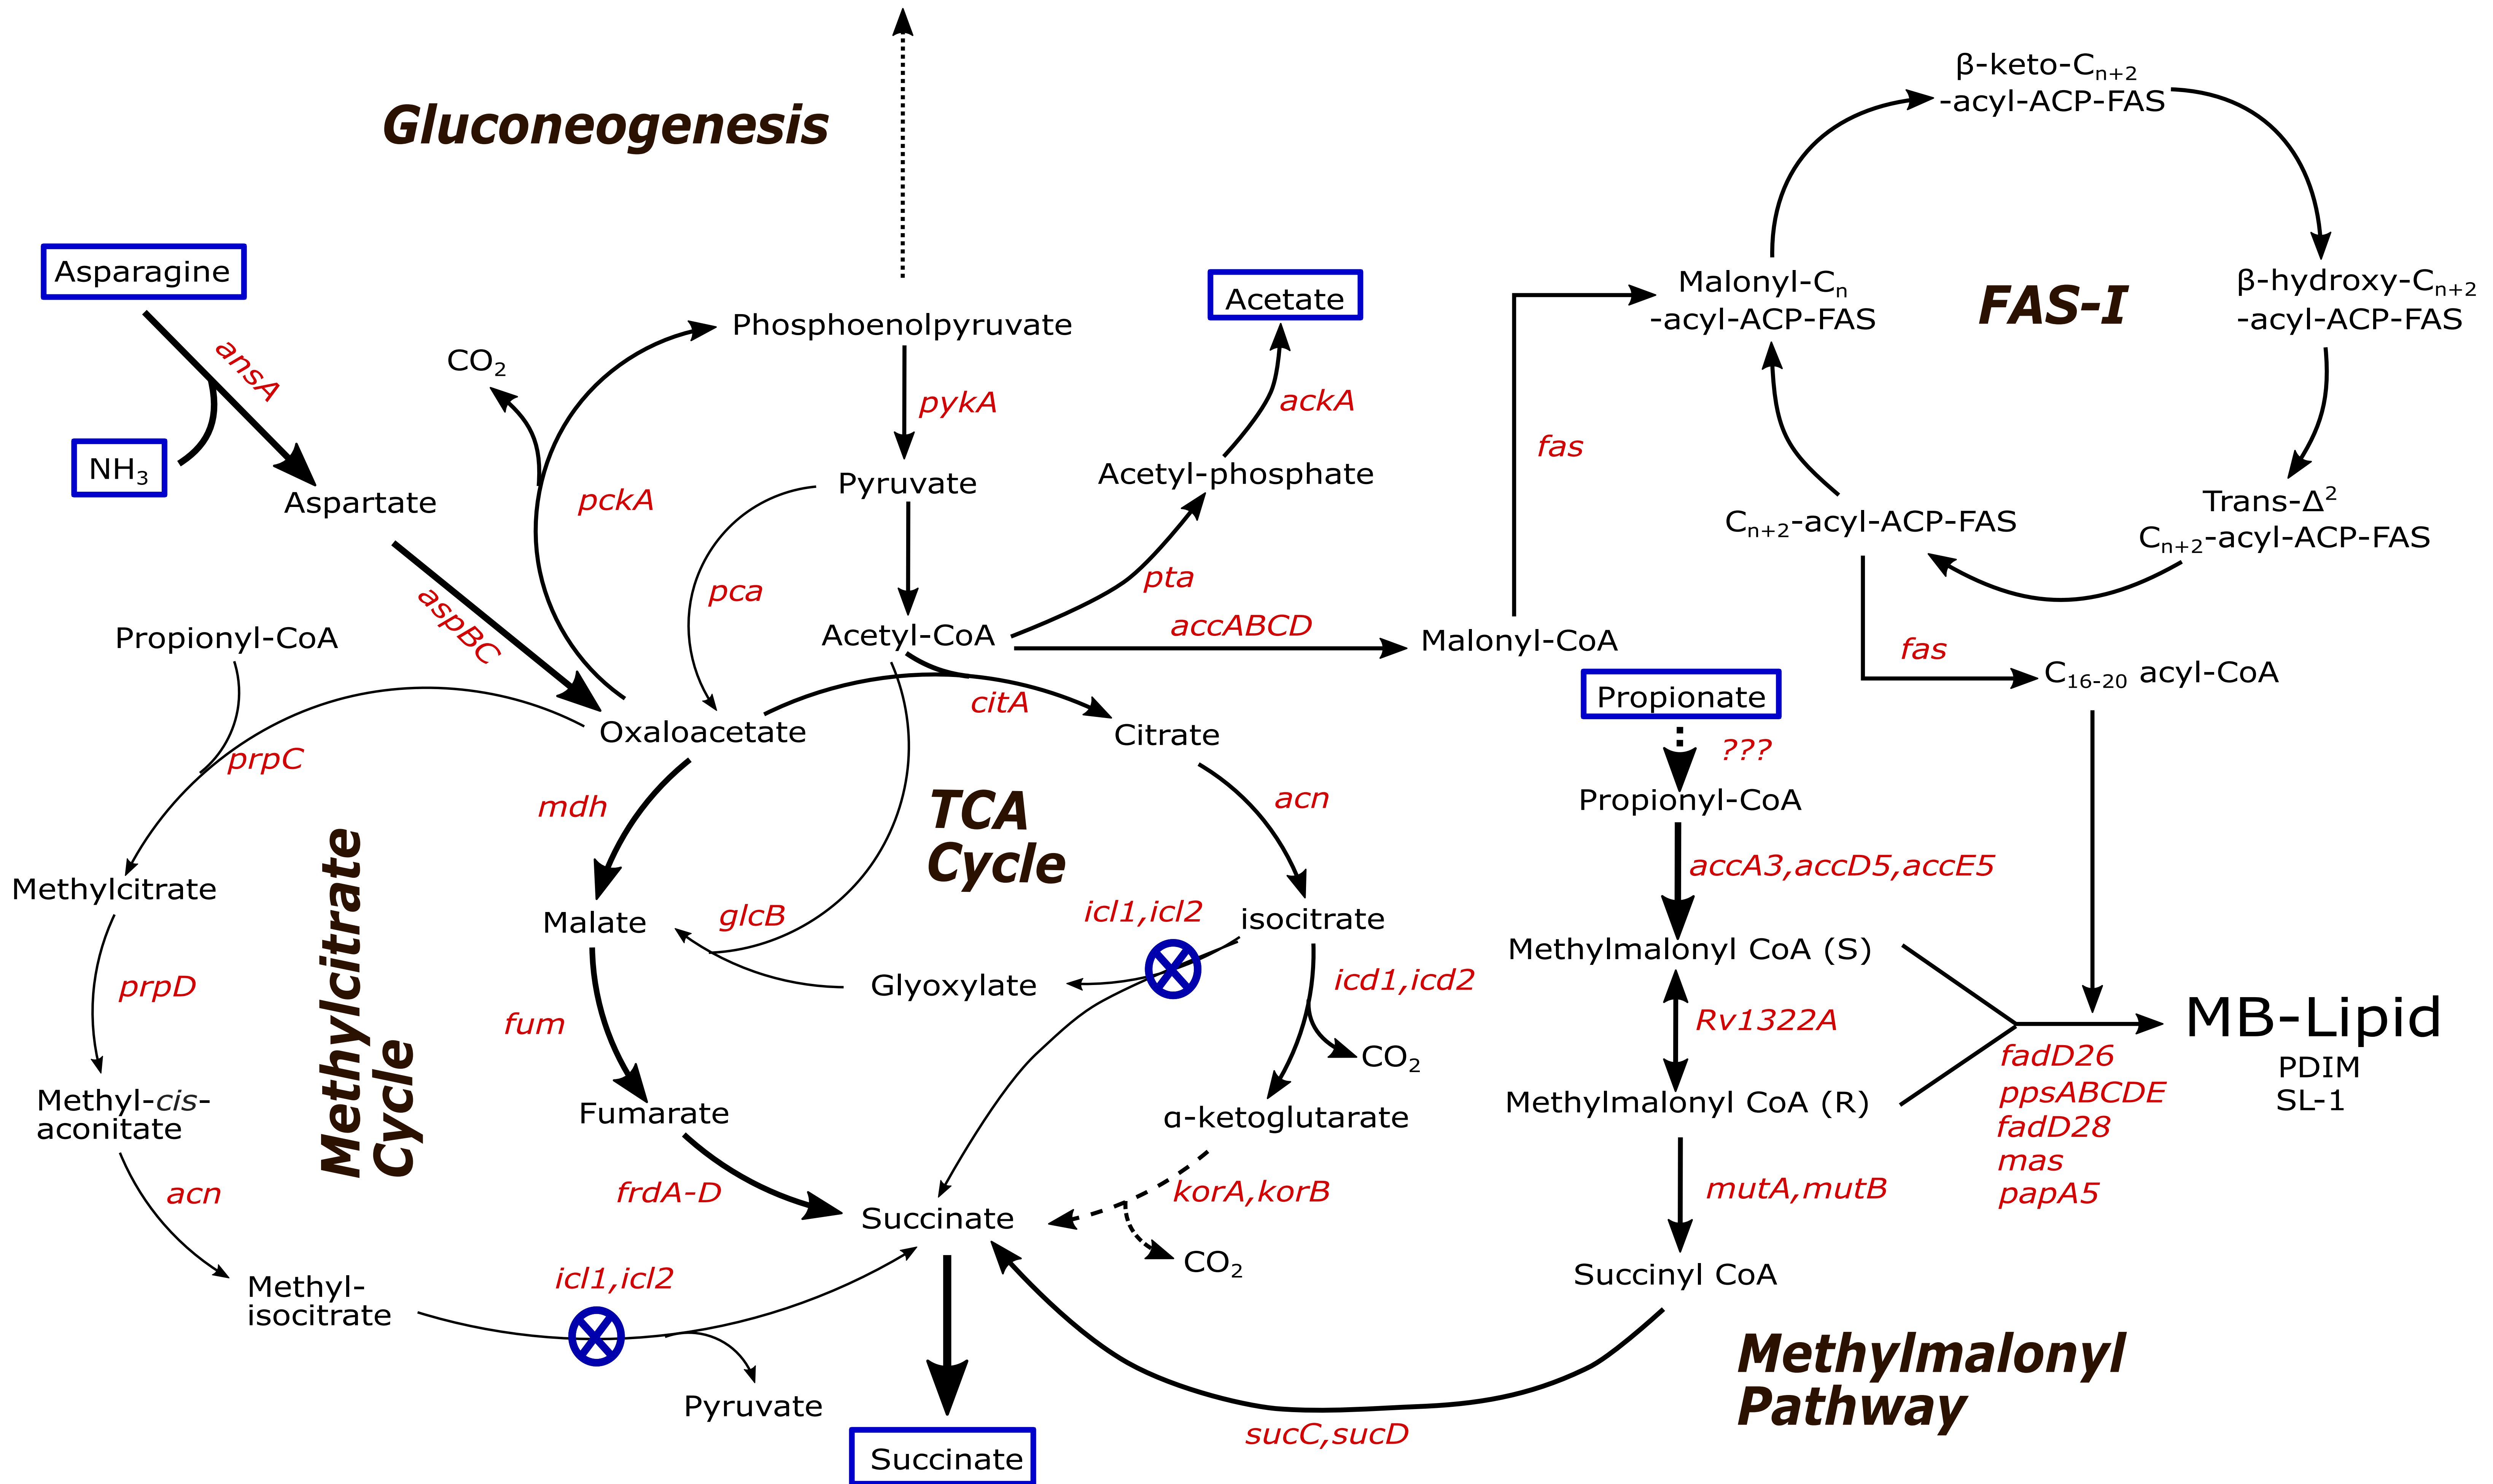 Gluconeogenesis
β-keto-Cn+2
-acyl-ACP-FAS
Asparagine
ansA
NH3
Aspartate
aspBC
CO2
pckA
Phosphoenolpyruvate
pykA
Pyruvate
pca
Acetyl-CoA
Acetate
ackA
Acetyl-phosphate
pta
accABCD
Malonyl-CoA
fas
Malonyl-Cn
-acyl-ACP-FAS
FAS-I
β-hydroxy-Cn+2
-acyl-ACP-FAS
Trans-Δ2
Cn+2-acyl-ACP-FAS
Cn+2-acyl-ACP-FAS
fas
C16-20 acyl-CoA
Propionyl-CoA
prpC
Methylcitrate
prpD
Methyl-cis-
aconitate
acn
Methyl-
isocitrate
Methylcitrate
Cycle
icl1,icl2
Pyruvate
Oxaloacetate
citA
Citrate
mdh
TCA
Cycle
acn
Malate
glcB
Glyoxylate
icl1,icl2
isocitrate
icd1,icd2
CO2
fum
Fumarate
frdA-D
α-ketoglutarate
korA,korB
CO2
Succinate
Succinate
sucC,sucD
Propionate
???
Propionyl-CoA
accA3,accD5,accE5
Methylmalonyl CoA (S)
Rv1322A
Methylmalonyl CoA (R)
mutA,mutB
Succinyl CoA
MB-Lipid
PDIM
SL-1
fadD26
ppsABCDE
fadD28
mas
papA5
Methylmalonyl
Pathway